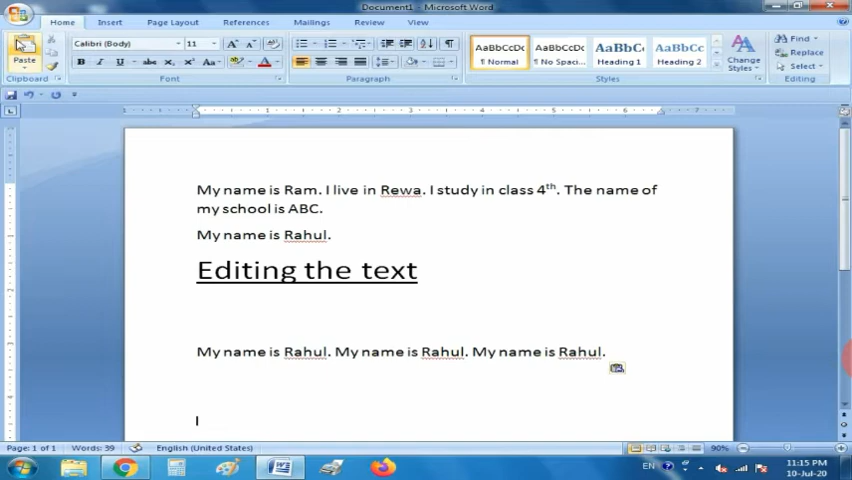 Document1 - Microsoft Word
Home Insert Page Layout References Mailings Review View
Calibri (Body) 11
AaBbCcDc AaBbCcDc AaBbC AaBbCc
Paste
B I U abc
¶ Normal ¶ No Spaci... Heading 1 Heading 2
Change Styles
Find
Replace
Select
Clipboard Font Paragraph Styles Editing
My name is Ram. I live in Rewa. I study in class 4th. The name of
my school is ABC.
My name is Rahul.
Editing the text
My name is Rahul. My name is Rahul. My name is Rahul.
Page: 1 of 1 Words: 39 English (United States) 90%
EN 11:15 PM
10-Jul-20